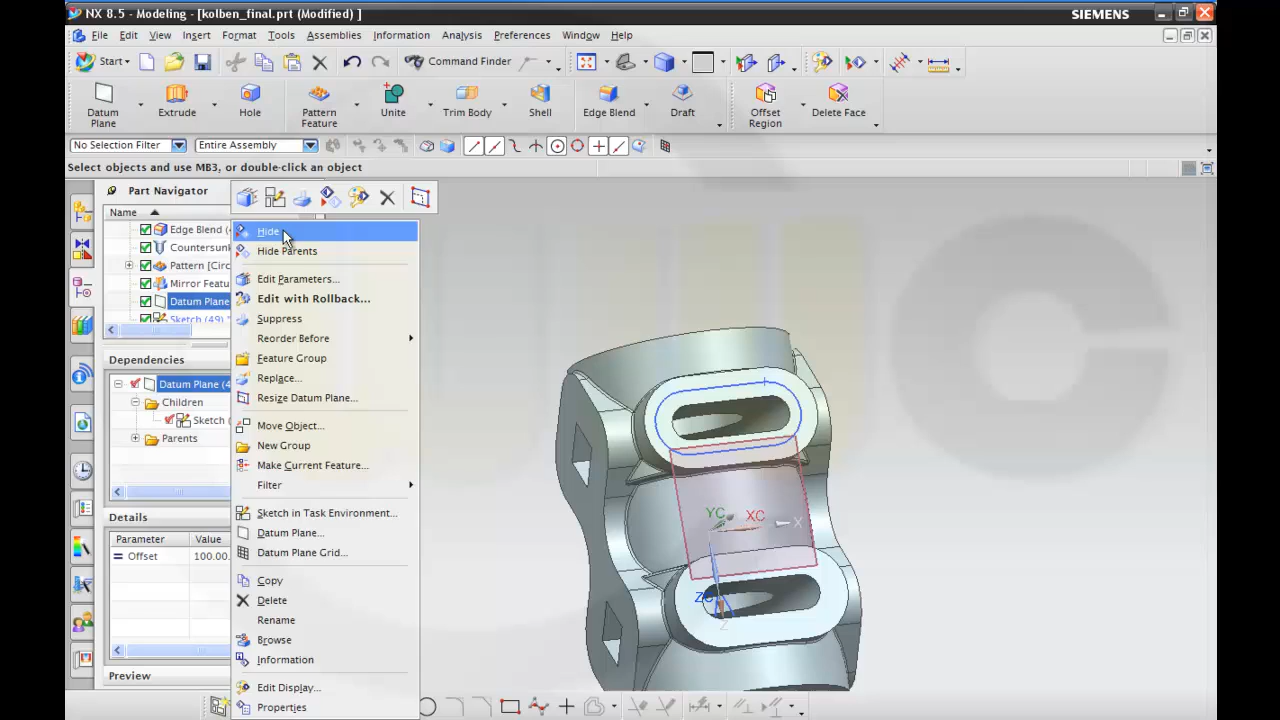 NX 8.5 - Modeling - [kolben_final.prt (Modified) ]
SIEMENS
File Edit View Insert Format Tools Assemblies Information Analysis Preferences Window Help
Start
Command Finder
Datum Plane
Extrude
Hole
Pattern Feature
Unite
Trim Body
Shell
Edge Blend
Draft
Offset Region
Delete Face
No Selection Filter
Entire Assembly
Select objects and use MB3, or double-click an object
Part Navigator
Name
Edge Blend (
Countersun
Pattern [Circ
Mirror Featu
Datum Plane
Sketch (49) "
Dependencies
Datum Plane (4
Children
Sketch (
Parents
Details
Parameter Value
Offset 100.00
Preview
Hide
Hide Parents
Edit Parameters...
Edit with Rollback...
Suppress
Reorder Before
Feature Group
Replace...
Resize Datum Plane...
Move Object...
New Group
Make Current Feature...
Filter
Sketch in Task Environment...
Datum Plane...
Datum Plane Grid...
Copy
Delete
Rename
Browse
Information
Edit Display...
Properties
YC
XC
X
ZC
Z